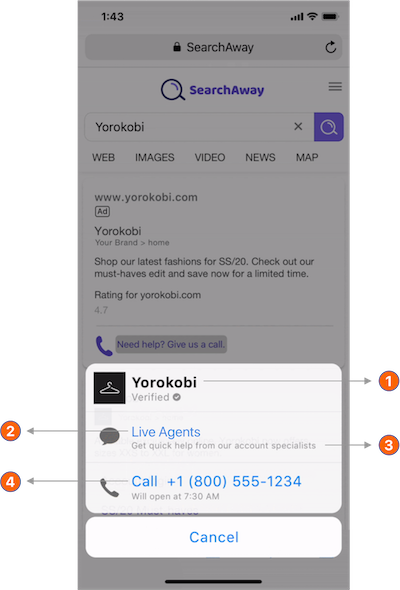 1:43
SearchAway
SearchAway
Yorokobi
WEB IMAGES VIDEO NEWS MAP
www.yorokobi.com
Ad
Yorokobi
Your Brand > home
Shop our latest fashions for SS/20. Check out our
must-haves edit and save now for a limited time.
Rating for yorokobi.com
4.7
Need help? Give us a call.
Yorokobi
1
Verified
2
Live Agents
Get quick help from our account specialists
3
4
Call +1 (800) 555-1234
Will open at 7:30 AM
Cancel